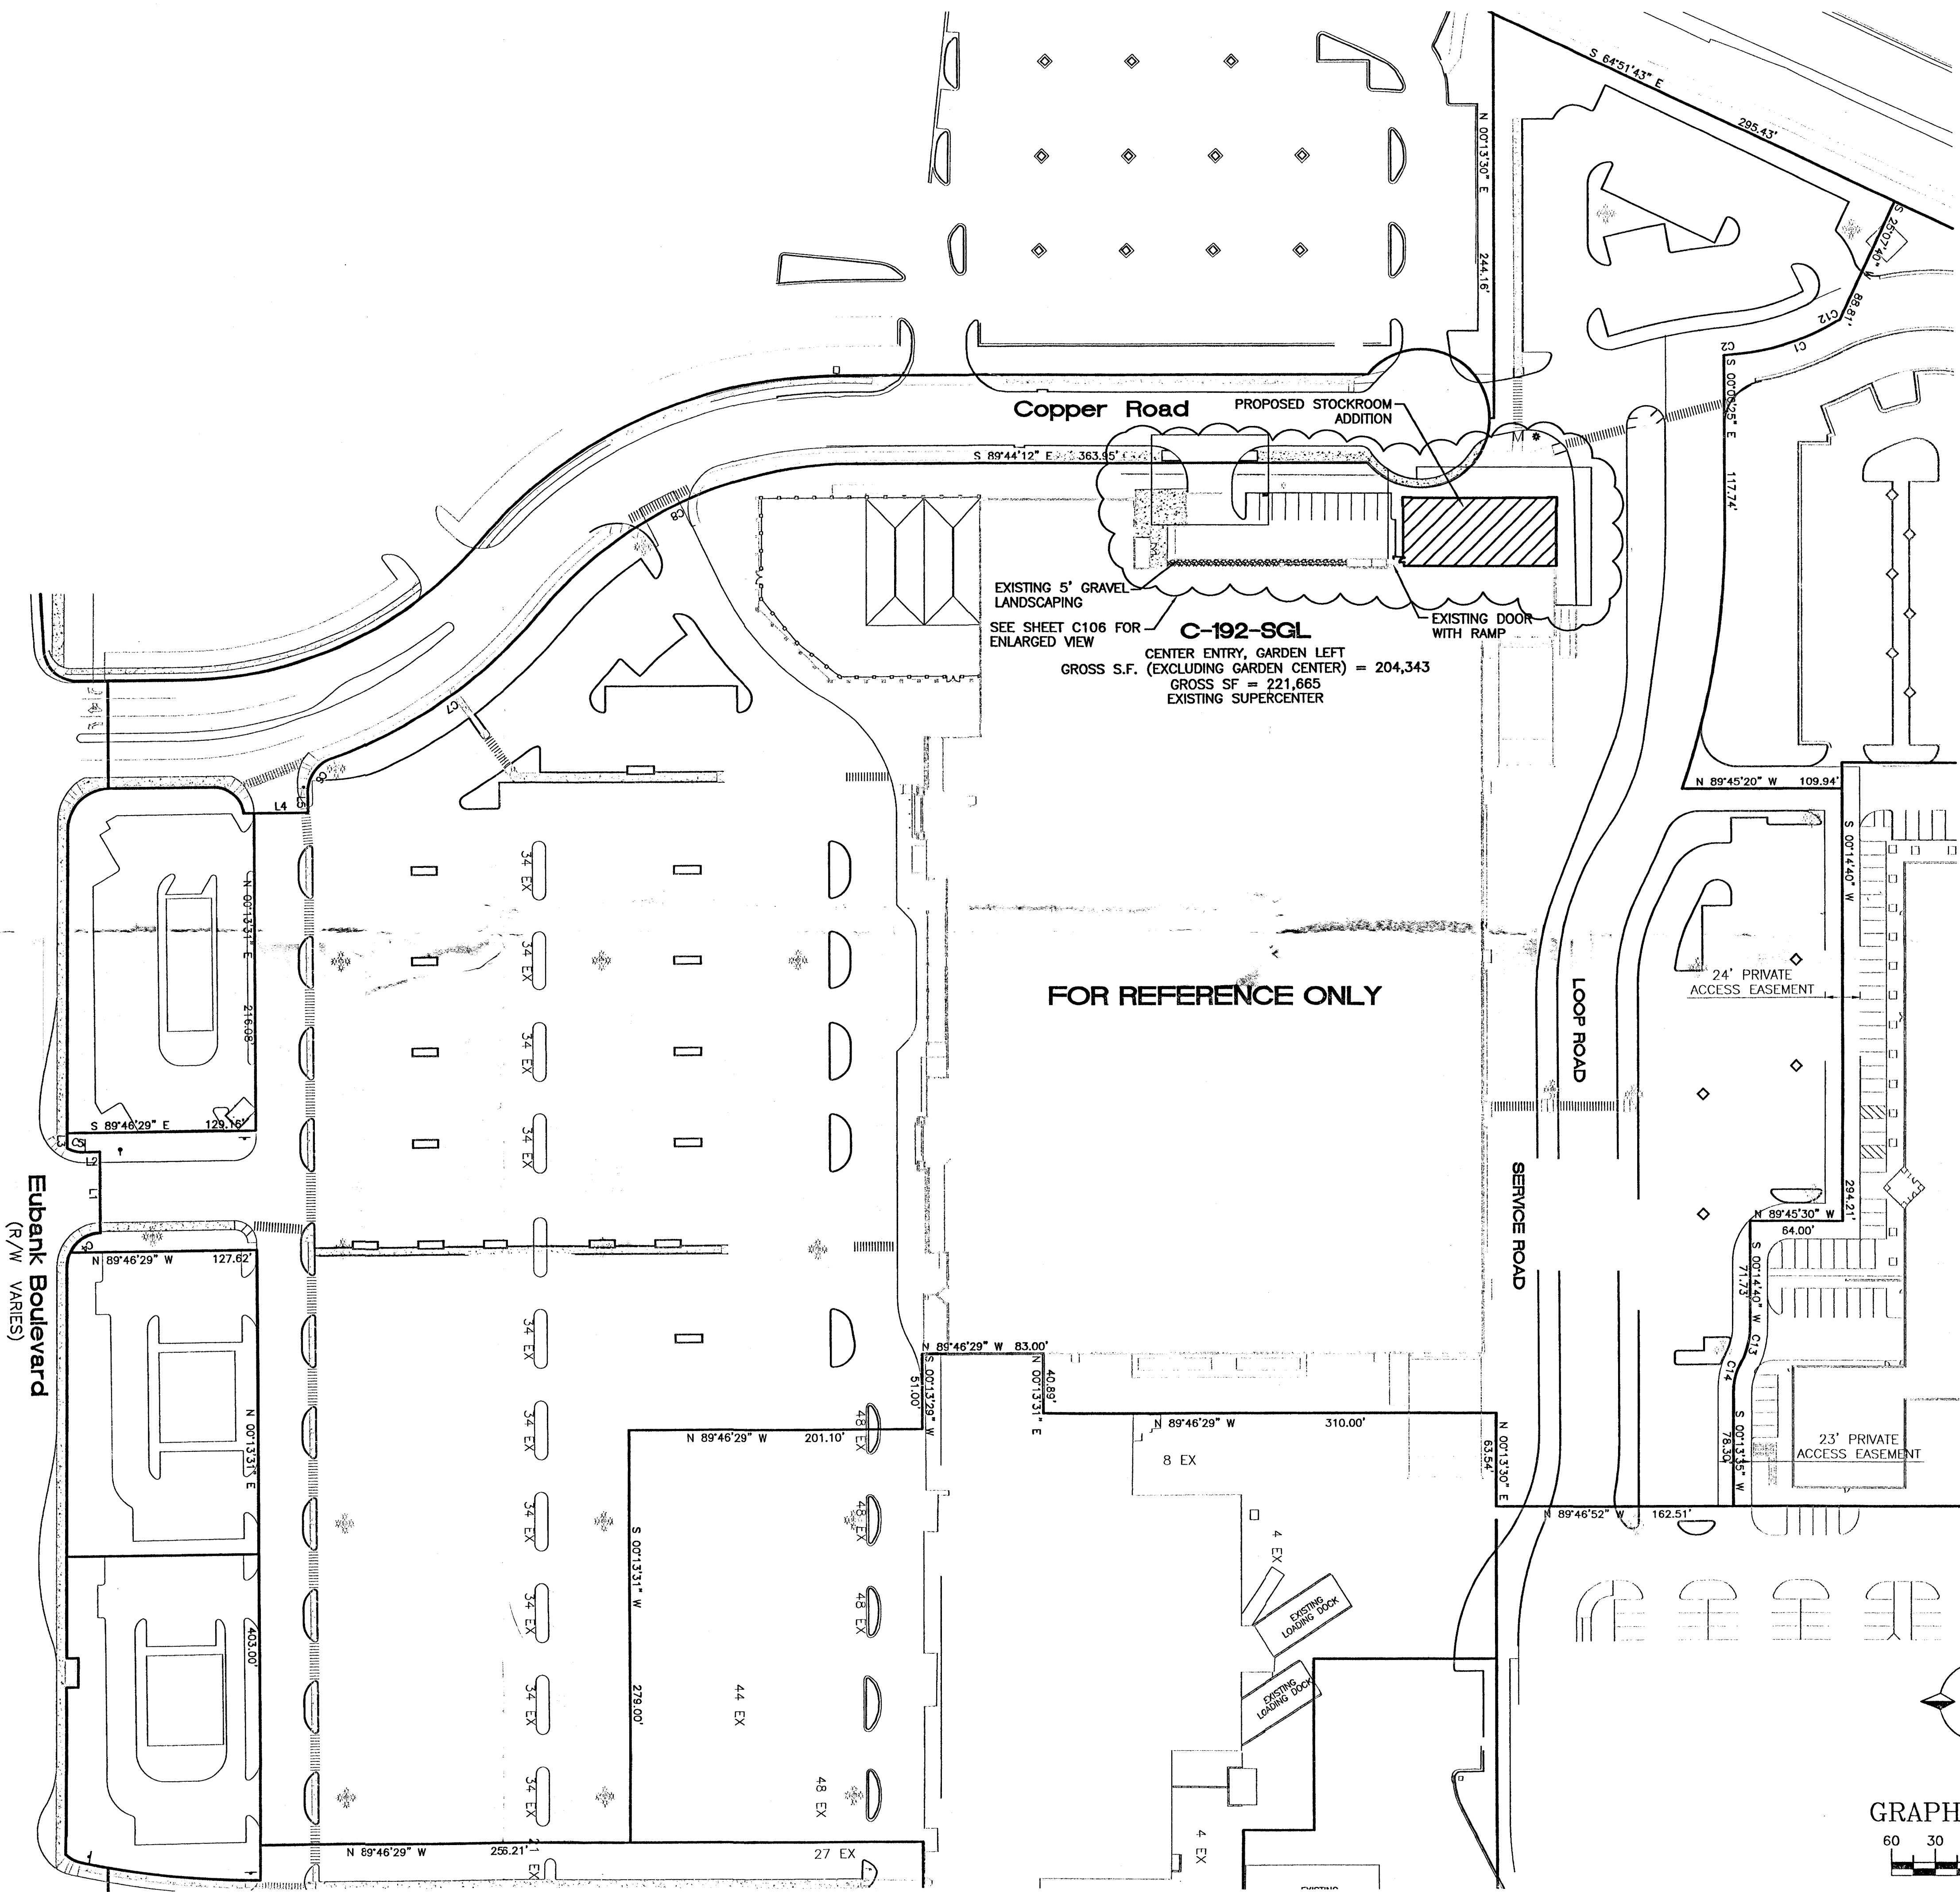 S 64°51'43" E
295.43'
N 00°13'30" E
244.16'
S 25°07'40" W
88.81'
C12
C1
C2
S 00°06'25" E
117.74'
Copper Road
PROPOSED STOCKROOM
ADDITION
S 89°44'12" E
363.95'
C8
EXISTING 5' GRAVEL
LANDSCAPING
SEE SHEET C106 FOR
ENLARGED VIEW
EXISTING DOOR
WITH RAMP
C-192-SGL
CENTER ENTRY, GARDEN LEFT
GROSS S.F. (EXCLUDING GARDEN CENTER) = 204,343
GROSS SF = 221,665
EXISTING SUPERCENTER
C7
C6
L5
L4
N 89°45'20" W 109.94'
S 00°14'40" W
294.21'
34 EX
34 EX
34 EX
34 EX
N 00°13'31" E
216.08'
FOR REFERENCE ONLY
LOOP ROAD
24' PRIVATE
ACCESS EASEMENT
S 89°46'29" E 129.16'
C5
L2
L1
SERVICE ROAD
N 89°45'30" W
64.00'
S 00°14'40" W
71.73'
C13
C14
Eubank Boulevard
(R/W VARIES)
N 89°46'29" W 127.62'
34 EX
N 89°46'29" W 83.00'
S 00°13'29" W
51.00'
N 00°13'31" E
40.89'
N 89°46'29" W 310.00'
N 00°13'30" E
63.54'
S 00°13'35" W
78.30'
23' PRIVATE
ACCESS EASEMENT
N 89°46'29" W 201.10'
34 EX
48 EX
8 EX
N 00°13'31" E
403.00'
N 89°46'52" W 162.51'
34 EX
48 EX
4 EX
S 00°13'31" W
279.00'
34 EX
48 EX
EXISTING
LOADING DOCK
EXISTING
LOADING DOCK
34 EX
44 EX
34 EX
48 EX
4 EX
N 89°46'29" W 256.21'
27 EX
EXISTING
GRAPH
60 30